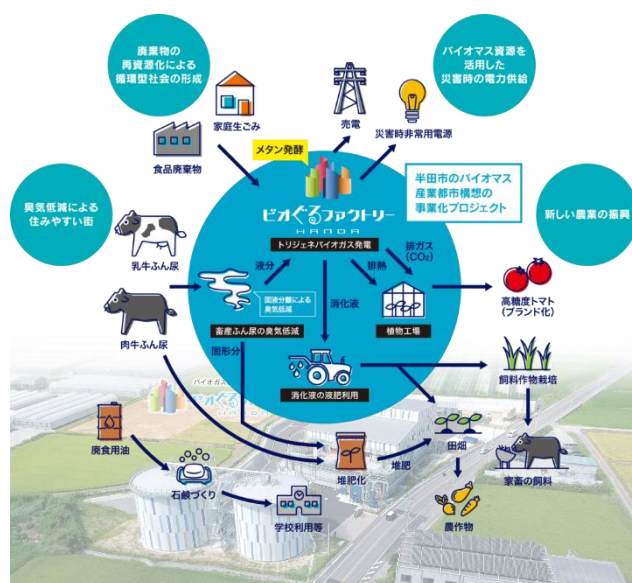 廃棄物の
再資源化による
循環型社会の形成
バイオマス資源を
活用した
災害時の電力供給
家庭生ごみ
食品廃棄物
売電
災害時非常用電源
メタン発酵
半田市のバイオマス
産業都市構想の
事業化プロジェクト
臭気低減による
住みやすい街
新しい農業の振興
ビオぐるファクトリー
HANDA
トリジェネバイオガス発電
乳牛ふん尿
液分
固液分離による
臭気低減
排熱
排ガス
(CO₂)
消化液
高糖度トマト
(ブランド化)
植物工場
畜産ふん尿の臭気低減
肉牛ふん尿
固形分
消化液の液肥利用
飼料作物栽培
バイオガス
廃食用油
石鹸づくり
学校利用等
堆肥化
堆肥
田畑
家畜の飼料
農作物